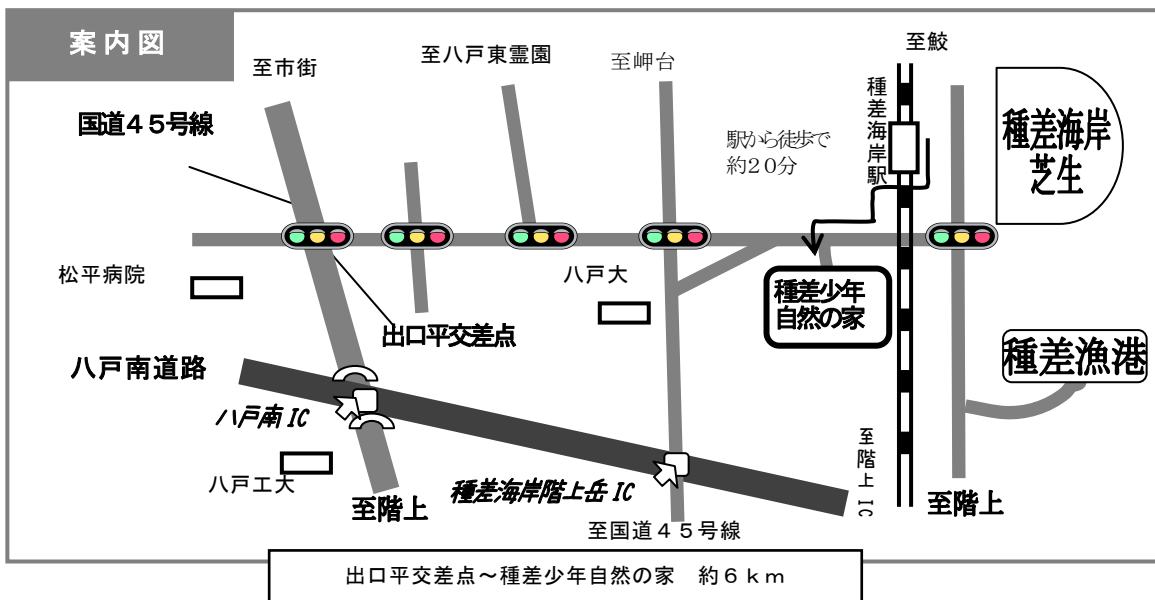 案内図
至市街
至八戸東霊園
至岬台
至鮫
国道４５号線
駅から徒歩で
約２０分
種差海岸駅
種差海岸
芝生
松平病院
八戸大
種差少年
自然の家
出口平交差点
八戸南道路
種差漁港
八戸南 IC
八戸工大
至階上
種差海岸階上岳 IC
至階上 IC
至階上
至国道４５号線
出口平交差点～種差少年自然の家　約６ｋｍ